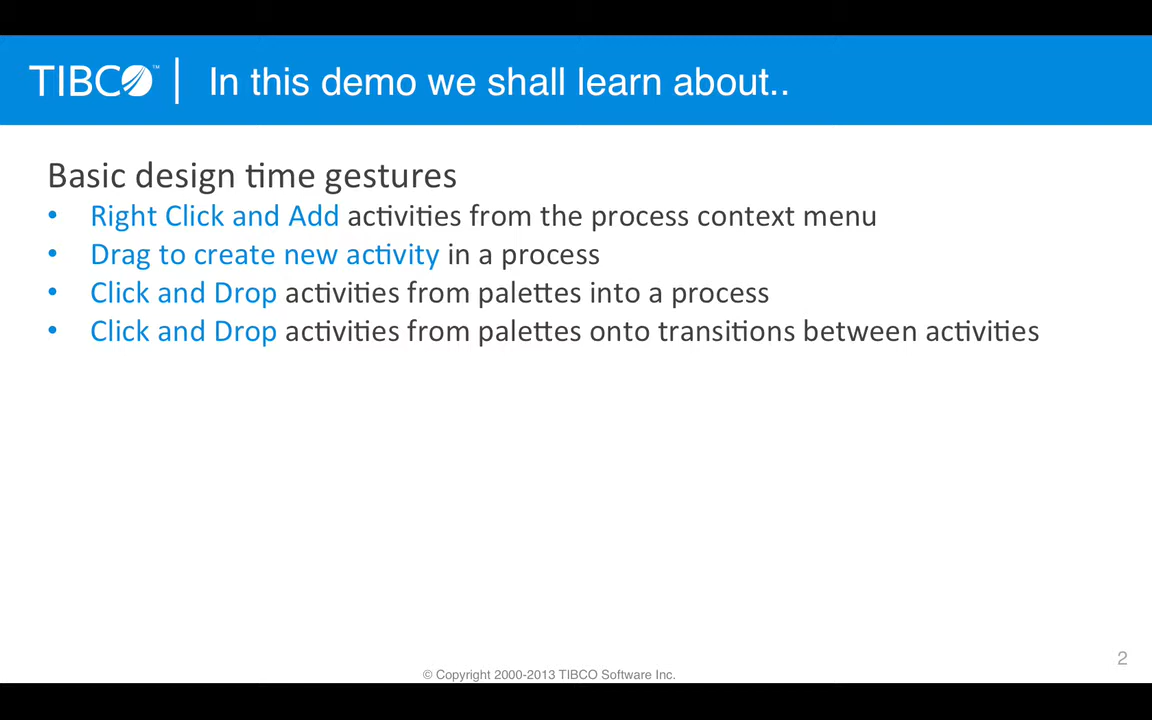 TIBCO™ | In this demo we shall learn about..
Basic design time gestures
• Right Click and Add activities from the process context menu
• Drag to create new activity in a process
• Click and Drop activities from palettes into a process
• Click and Drop activities from palettes onto transitions between activities
2
© Copyright 2000-2013 TIBCO Software Inc.